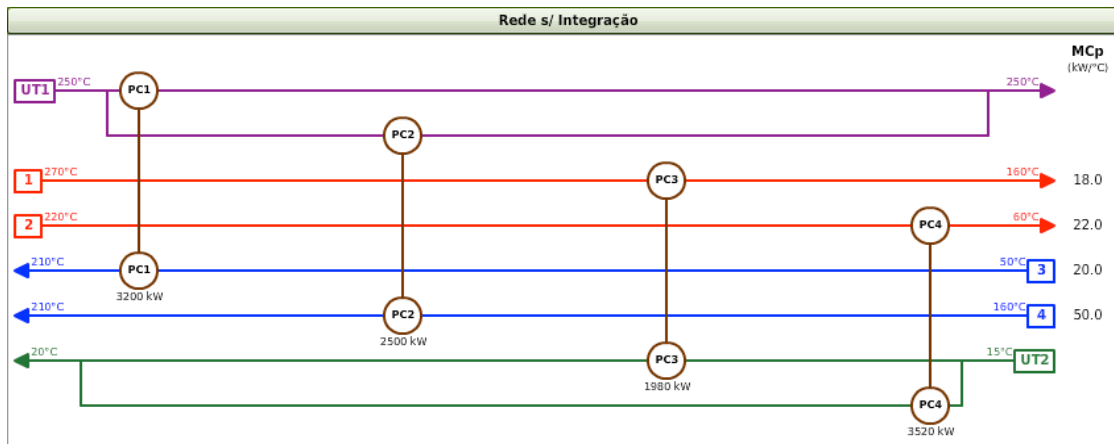 Rede s/ Integração
MCp
(kW/°C)
UT1 250°C PC1 250°C
PC2
1 270°C PC3 160°C 18.0
2 220°C PC4 60°C 22.0
210°C PC1 50°C 3 20.0
3200 kW
210°C PC2 160°C 4 50.0
2500 kW
20°C PC3 15°C UT2
1980 kW
PC4
3520 kW